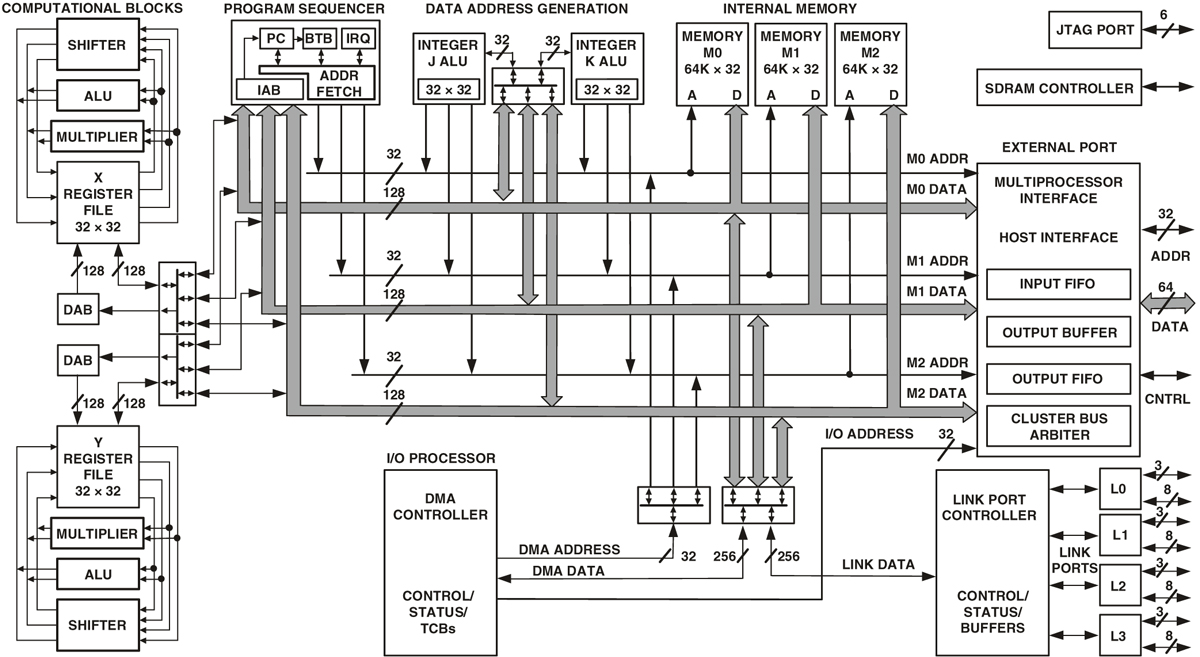 COMPUTATIONAL BLOCKS
SHIFTER
ALU
MULTIPLIER
X
REGISTER
FILE
32 × 32
128
128
DAB
DAB
128
128
Y
REGISTER
FILE
32 × 32
MULTIPLIER
ALU
SHIFTER
PROGRAM SEQUENCER
PC
BTB
IRQ
IAB
ADDR
FETCH
DATA ADDRESS GENERATION
INTEGER
J ALU
32 × 32
32
32
INTEGER
K ALU
32 × 32
INTERNAL MEMORY
MEMORY
M0
64K × 32
A
D
MEMORY
M1
64K × 32
A
D
MEMORY
M2
64K × 32
A
D
32
M0 ADDR
128
M0 DATA
32
M1 ADDR
128
M1 DATA
32
M2 ADDR
128
M2 DATA
I/O ADDRESS
32
I/O PROCESSOR
DMA
CONTROLLER
CONTROL/
STATUS/
TCBs
DMA ADDRESS
32
DMA DATA
256
256
LINK DATA
JTAG PORT
6
SDRAM CONTROLLER
EXTERNAL PORT
MULTIPROCESSOR
INTERFACE
HOST INTERFACE
INPUT FIFO
OUTPUT BUFFER
OUTPUT FIFO
CLUSTER BUS
ARBITER
32
ADDR
64
DATA
CNTRL
LINK PORT
CONTROLLER
CONTROL/
STATUS/
BUFFERS
LINK
PORTS
L0
3
8
L1
3
8
L2
3
8
L3
3
8